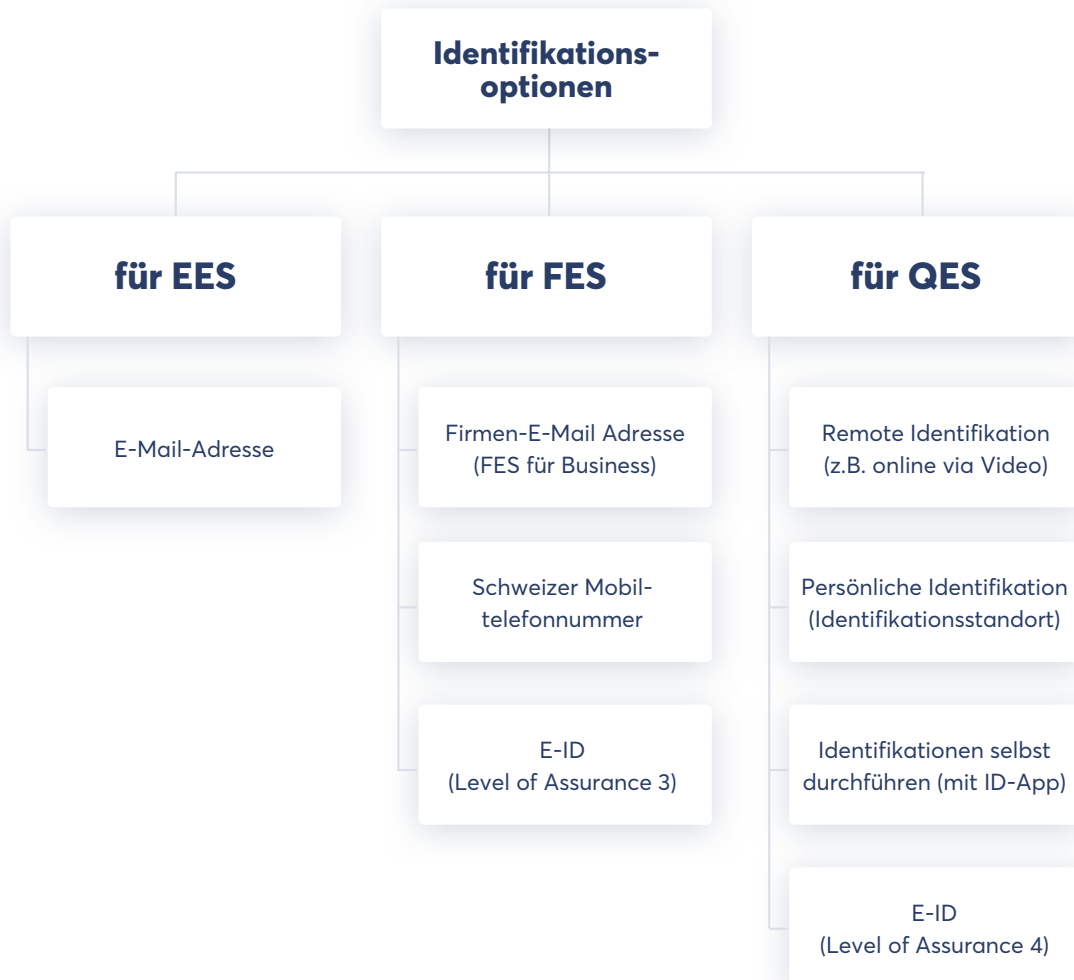 Identifikations-
optionen
für EES
E-Mail-Adresse
für FES
Firmen-E-Mail Adresse
(FES für Business)
Schweizer Mobil-
telefonnummer
E-ID
(Level of Assurance 3)
für QES
Remote Identifikation
(z.B. online via Video)
Persönliche Identifikation
(Identifikationsstandort)
Identifikationen selbst
durchführen (mit ID-App)
E-ID
(Level of Assurance 4)